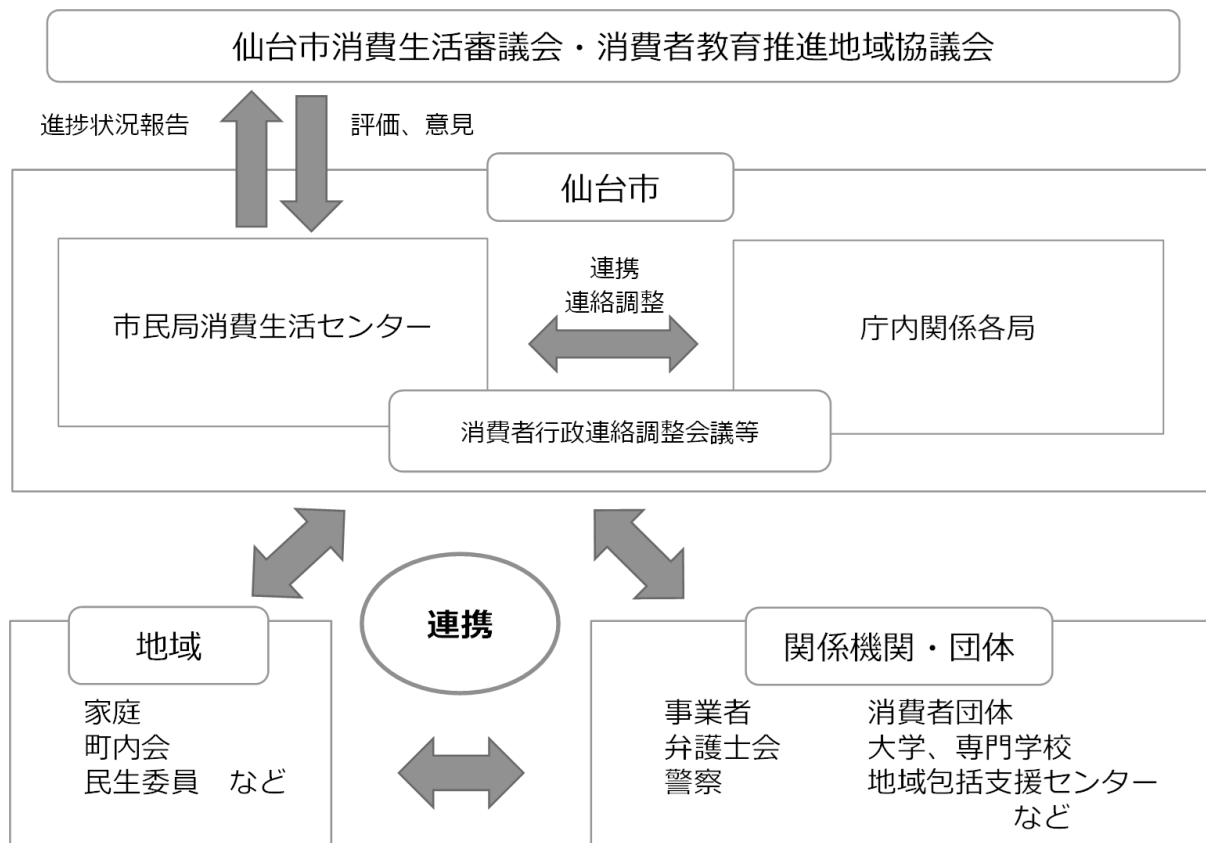 仙台市消費生活審議会・消費者教育推進地域協議会
進捗状況報告
評価、意見
仙台市
市民局消費生活センター
連携
連絡調整
庁内関係各局
消費者行政連絡調整会議等
連携
地域
家庭
町内会
民生委員　など
関係機関・団体
事業者　消費者団体
弁護士会　大学、専門学校
警察　地域包括支援センター
など